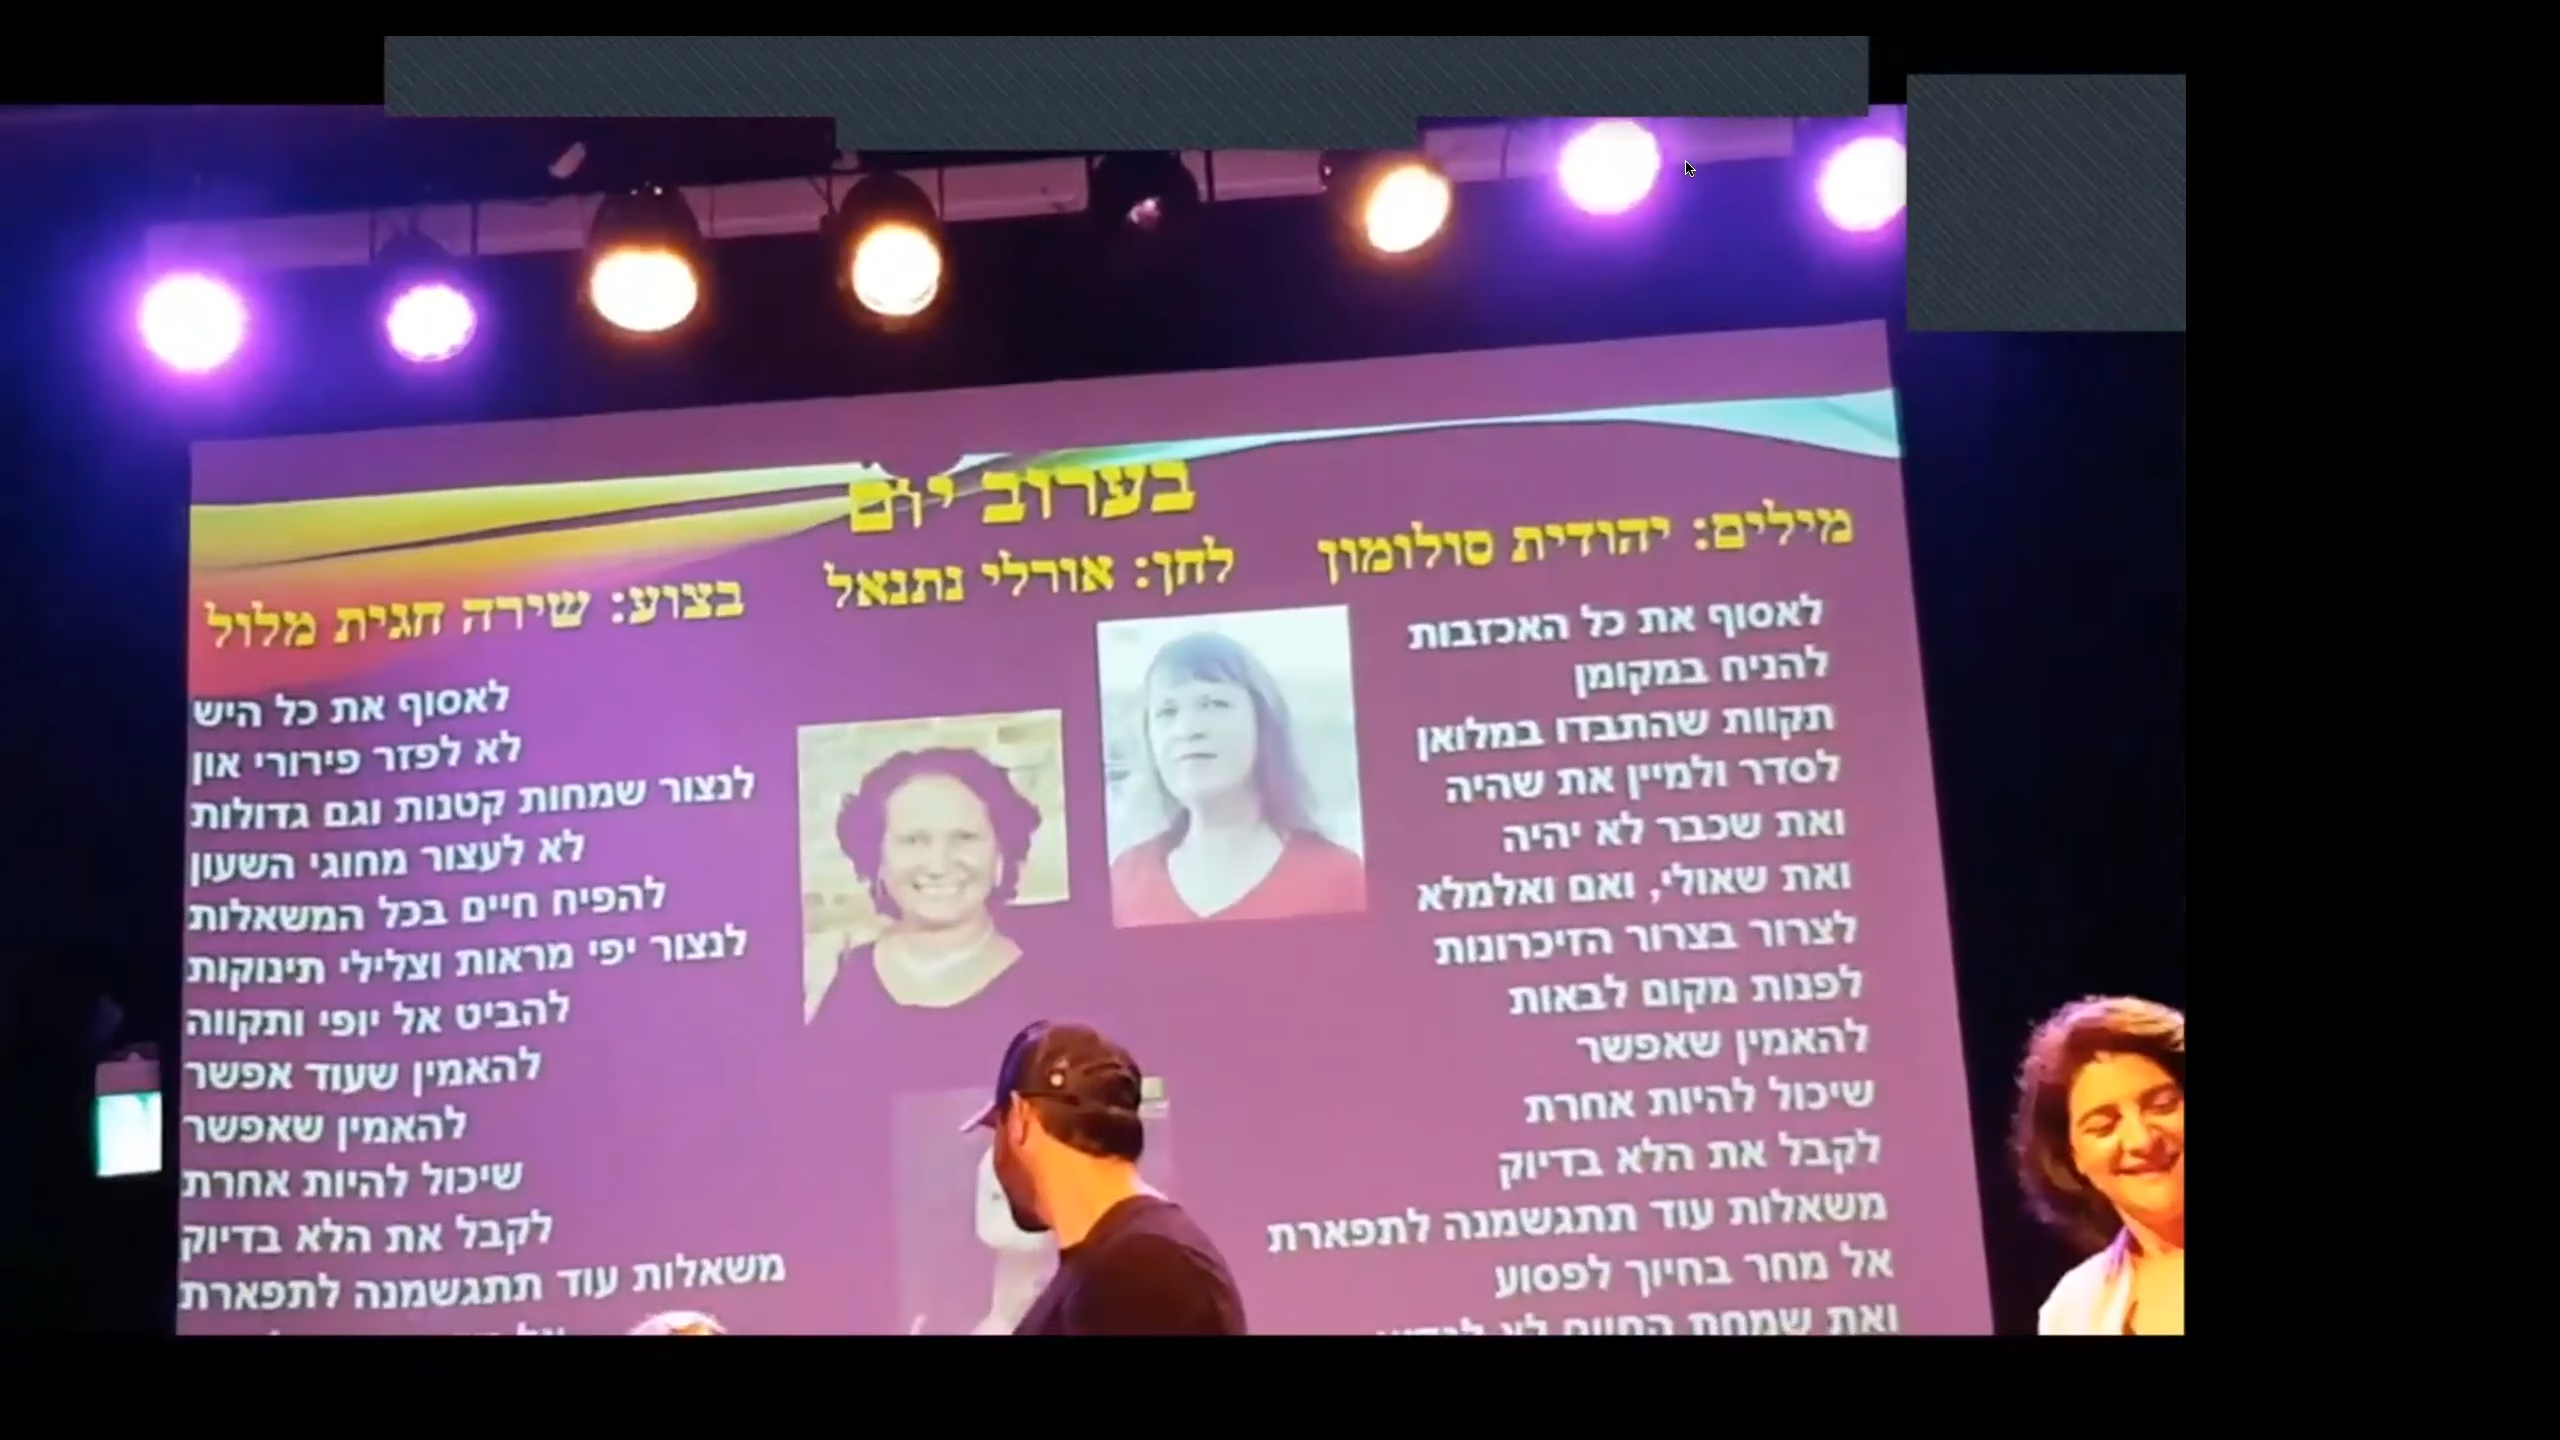 בערוב יום
מילים: יהודית סולומון
לחן: אורלי נתנאל
בצוע: שירה חגית מלול
לאסוף את כל האכזבות
להניח במקומן
תקוות שהתבדו במלואן
לסדר ולמיין את שהיה
ואת שכבר לא יהיה
ואת שאולי, ואם ואלמלא
לצרור בצרור הזיכרונות
לפנות מקום לבאות
להאמין שאפשר
שיכול להיות אחרת
לקבל את הלא בדיוק
משאלות עוד תתגשמנה לתפארת
אל מחר בחיוך לפסוע
ואת שמחת החיים לא
לאסוף את כל היש
לא לפזר פירורי און
לנצור שמחות קטנות וגם גדולות
לא לעצור מחוגי השעון
להפיח חיים בכל המשאלות
לנצור יפי מראות וצלילי תינוקות
להביט אל יופי ותקווה
להאמין שעוד אפשר
להאמין שאפשר
שיכול להיות אחרת
לקבל את הלא בדיוק
משאלות עוד תתגשמנה לתפארת